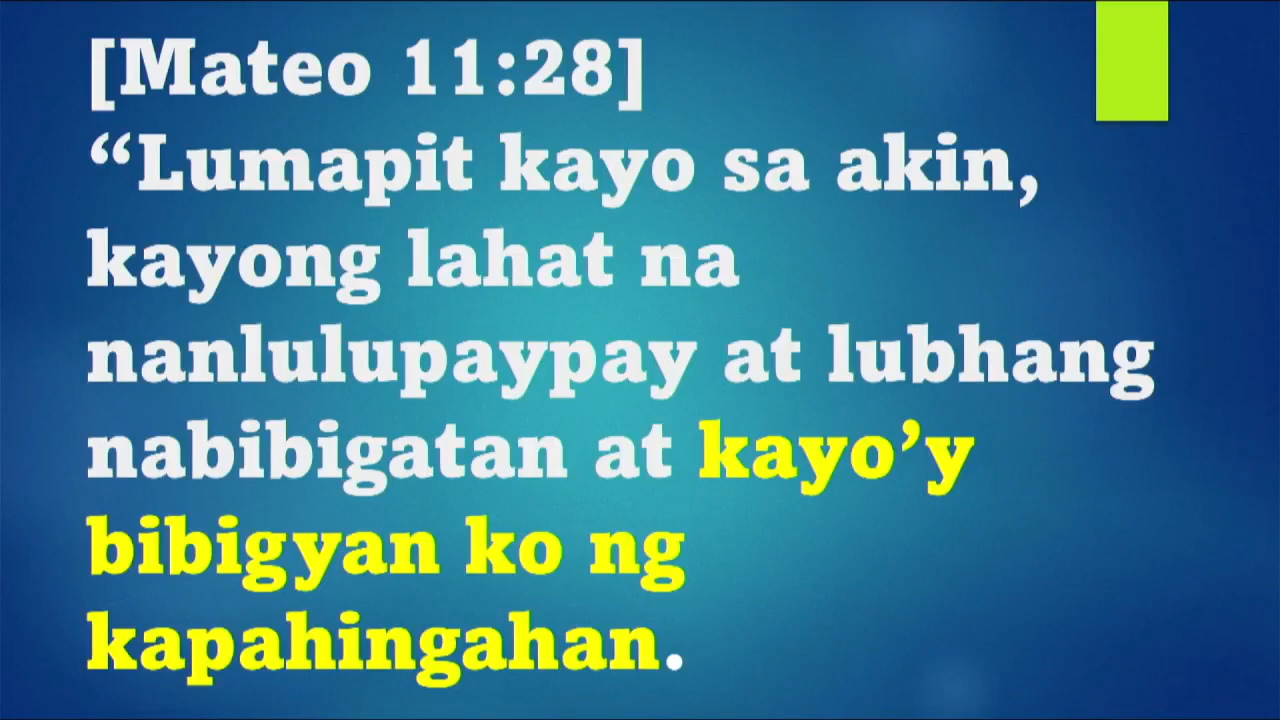 [Mateo 11:28]
“Lumapit kayo sa akin,
kayong lahat na
nanlulupaypay at lubhang
nabibigatan at kayo’y
bibigyan ko ng
kapahingahan.